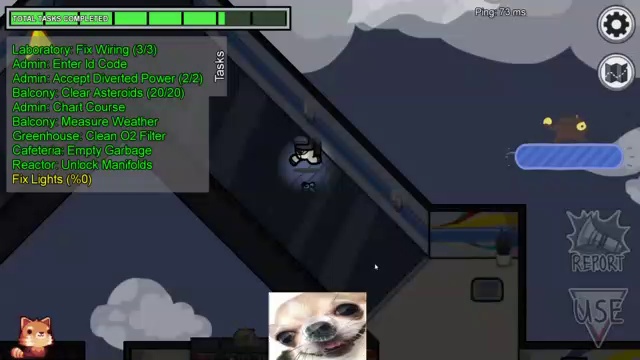 TOTAL TASKS COMPLETED
Ping: 73 ms
Laboratory: Fix Wiring (3/3)
Admin: Enter Id Code
Admin: Accept Diverted Power (2/2)
Balcony: Clear Asteroids (20/20)
Admin: Chart Course
Balcony: Measure Weather
Greenhouse: Clean O2 Filter
Cafeteria: Empty Garbage
Reactor: Unlock Manifolds
Fix Lights (%0)
Tasks
REPORT
USE